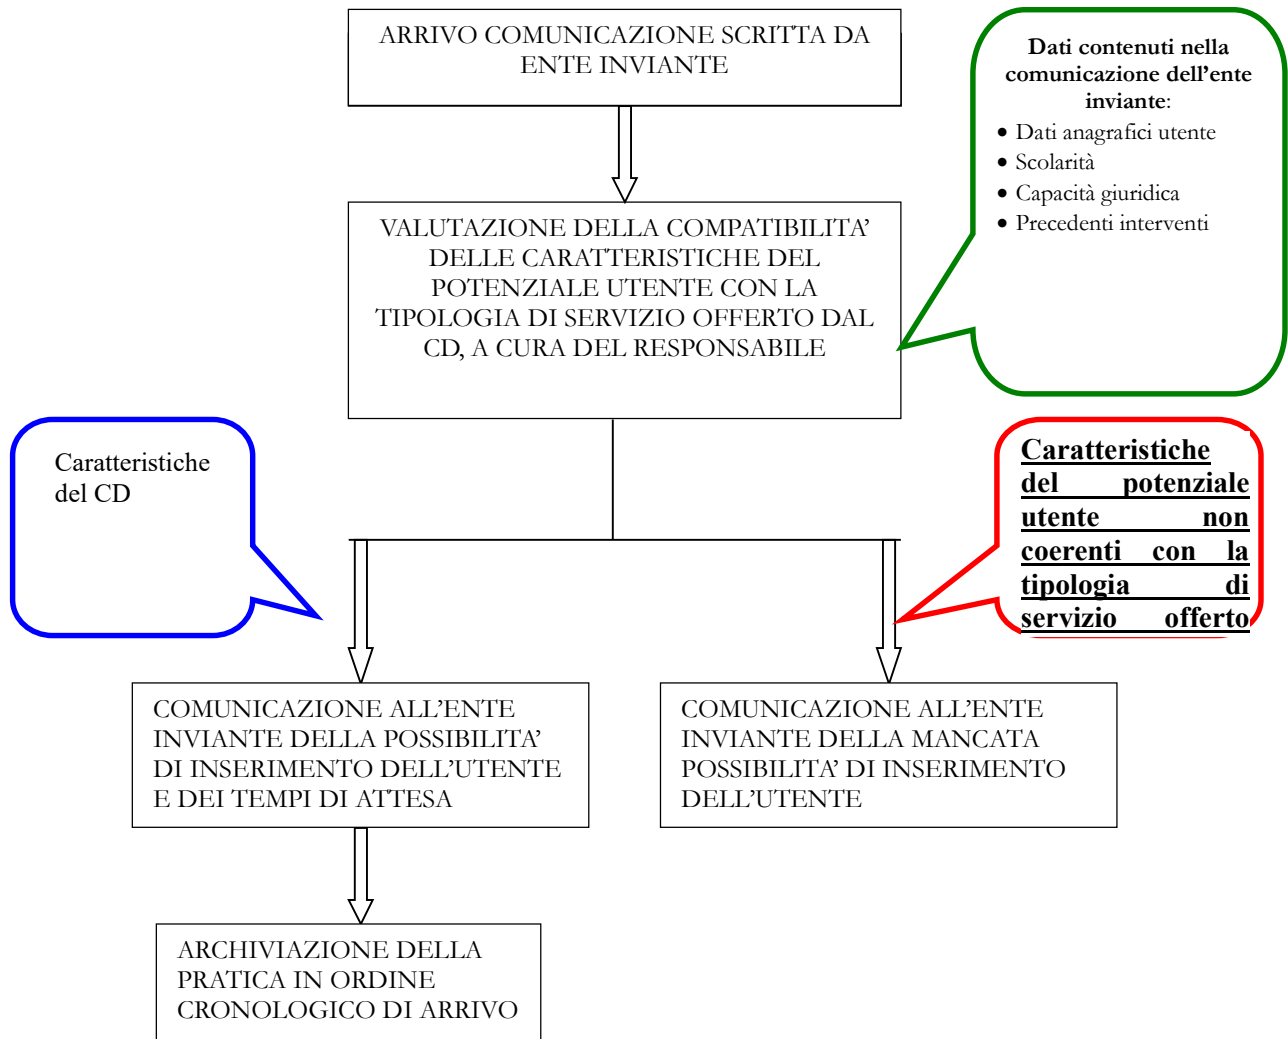 ARRIVO COMUNICAZIONE SCRITTA DA
ENTE INVIANTE
Dati contenuti nella
comunicazione dell’ente
inviante:
• Dati anagrafici utente
• Scolarità
• Capacità giuridica
• Precedenti interventi
VALUTAZIONE DELLA COMPATIBILITA’
DELLE CARATTERISTICHE DEL
POTENZIALE UTENTE CON LA
TIPOLOGIA DI SERVIZIO OFFERTO DAL
CD, A CURA DEL RESPONSABILE
Caratteristiche
del CD
Caratteristiche
del potenziale
utente non
coerenti con la
tipologia di
servizio offerto
COMUNICAZIONE ALL’ENTE
INVIANTE DELLA POSSIBILITA’
DI INSERIMENTO DELL’UTENTE
E DEI TEMPI DI ATTESA
COMUNICAZIONE ALL’ENTE
INVIANTE DELLA MANCATA
POSSIBILITA’ DI INSERIMENTO
DELL’UTENTE
ARCHIVIAZIONE DELLA
PRATICA IN ORDINE
CRONOLOGICO DI ARRIVO